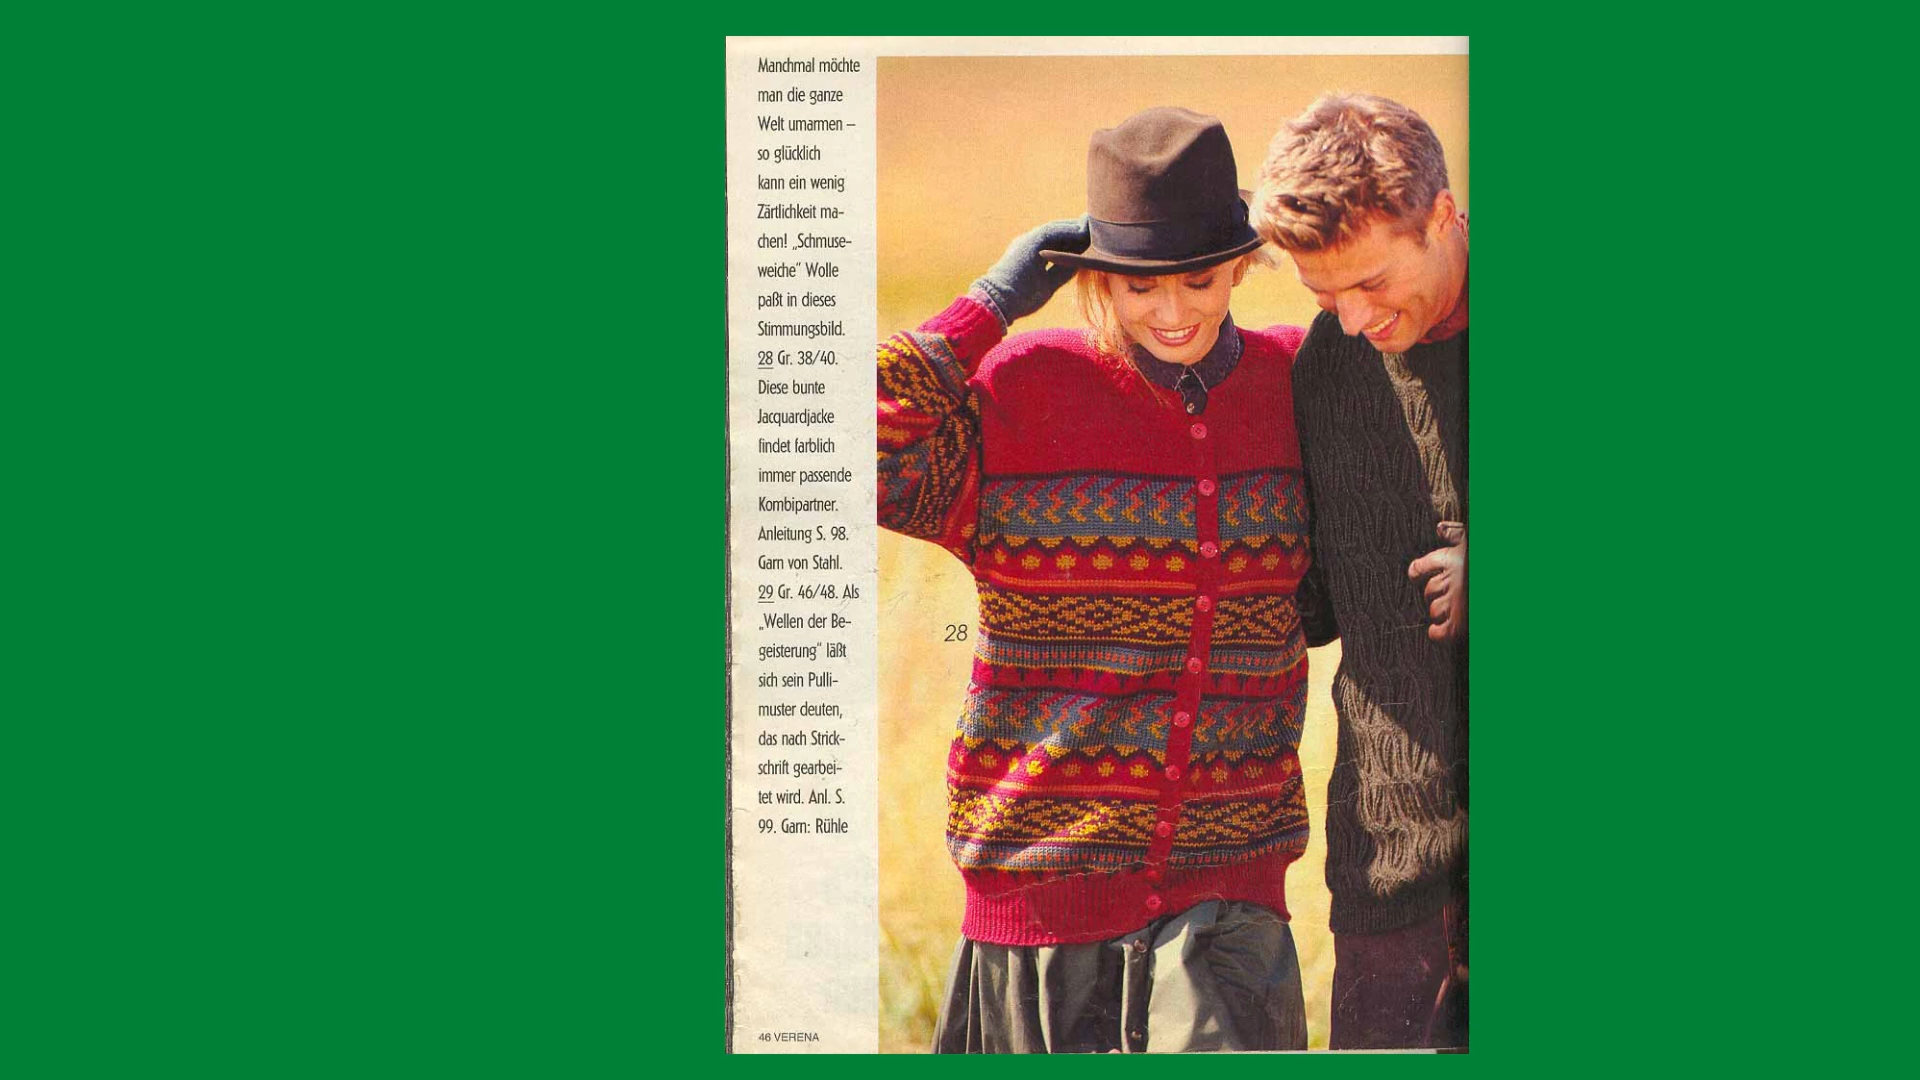 Manchmal möchte
man die ganze
Welt umarmen –
so glücklich
kann ein wenig
Zärtlichkeit ma-
chen! „Schmuse-
weiche" Wolle
paßt in dieses
Stimmungsbild.
28 Gr. 38/40.
Diese bunte
Jacquardjacke
findet farblich
immer passende
Kombipartner.
Anleitung S. 98.
Garn von Stahl.
29 Gr. 46/48. Als
„Wellen der Be-
geisterung" läßt
sich sein Pulli-
muster deuten,
das nach Strick-
schrift gearbei-
tet wird. Anl. S.
99. Garn: Rühle
28
46 VERENA